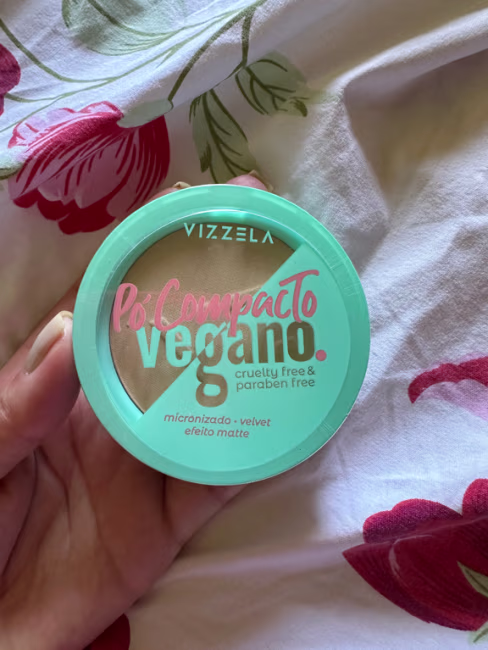 VIZZELA
Pó Compacto
vegano.
cruelty free &
paraben free
micronizado - velvet
efeito matte